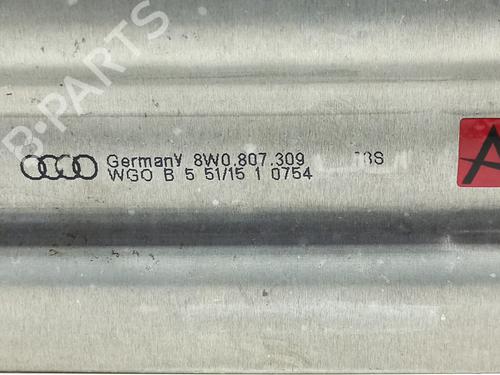 B-PARTS
GermanY 8W0.807.309
WGO B 5 51/15 1 0754
A